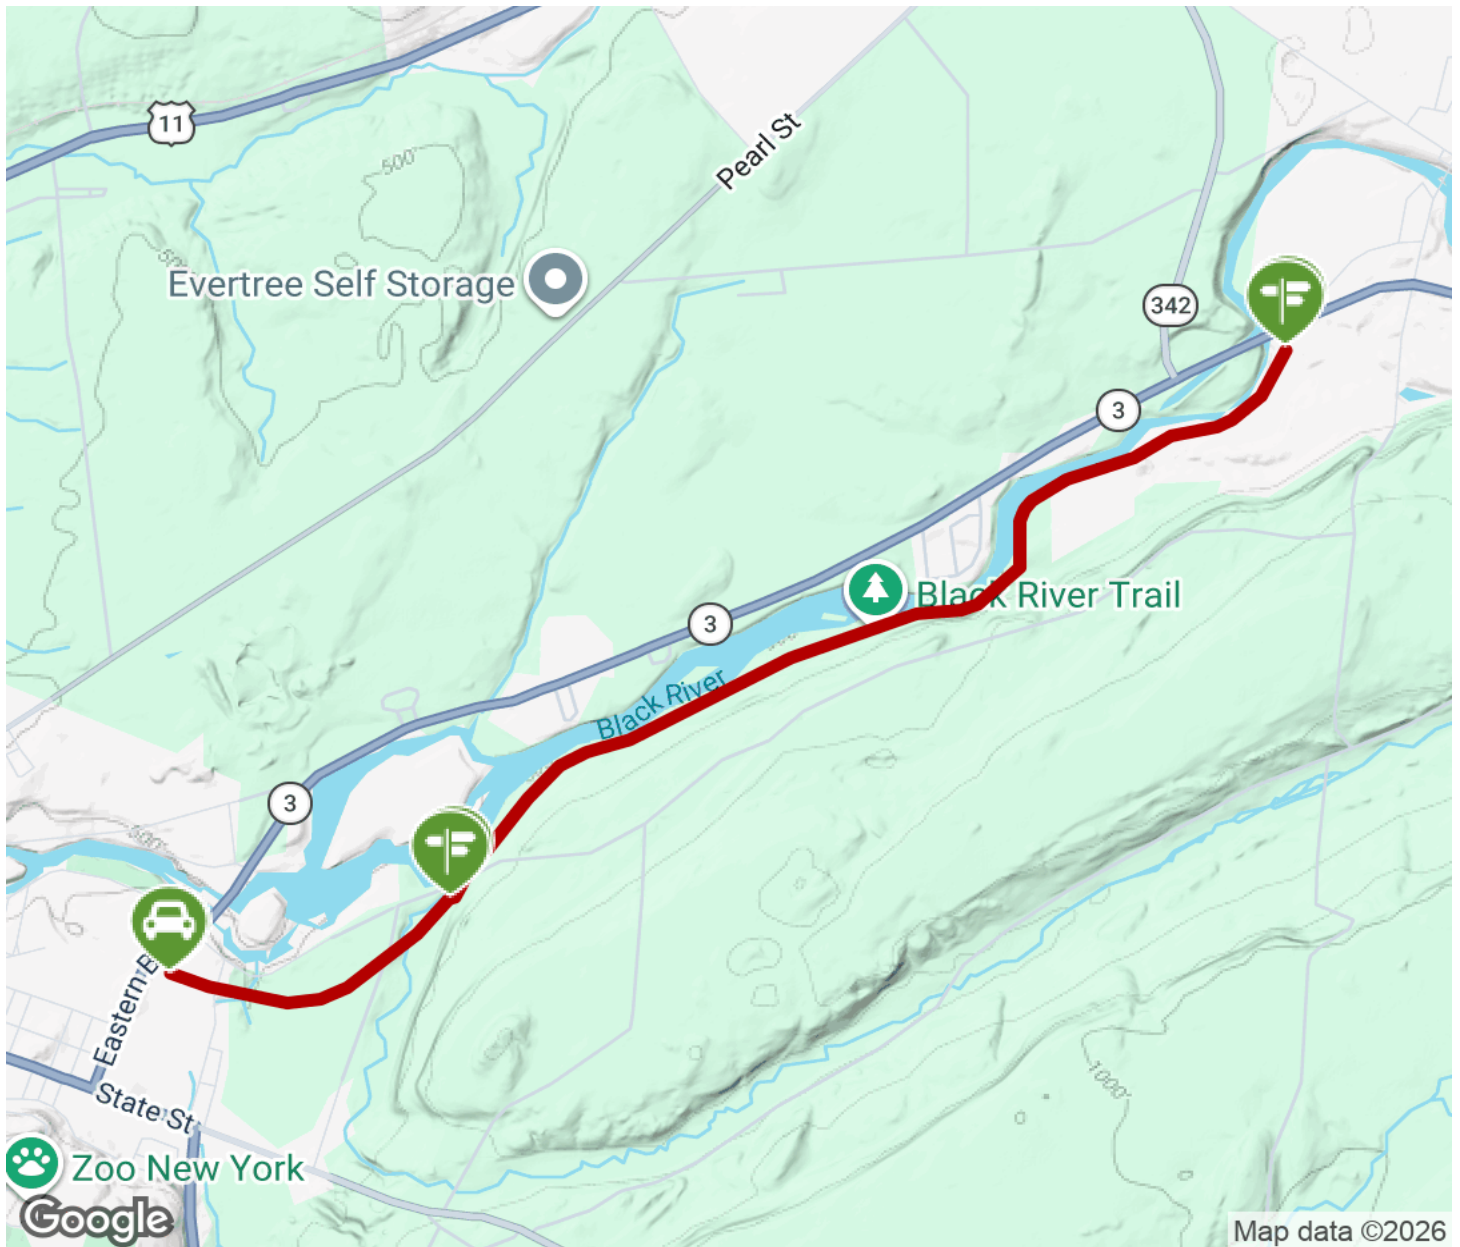 11
500'
Pearl St
500
Evertree Self Storage
342
3
Black River Trail
3
Black River
3
500'
Eastern B
State St
1000'
Zoo New York
Google
Map data ©2026